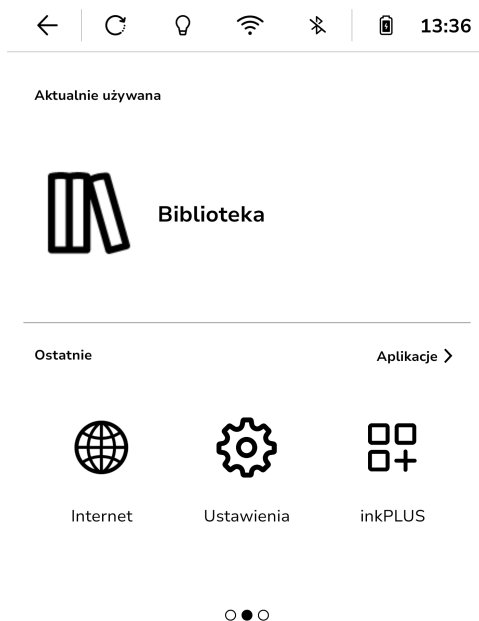 13:36
Aktualnie używana
Biblioteka
Ostatnie
Aplikacje
Internet
Ustawienia
inkPLUS